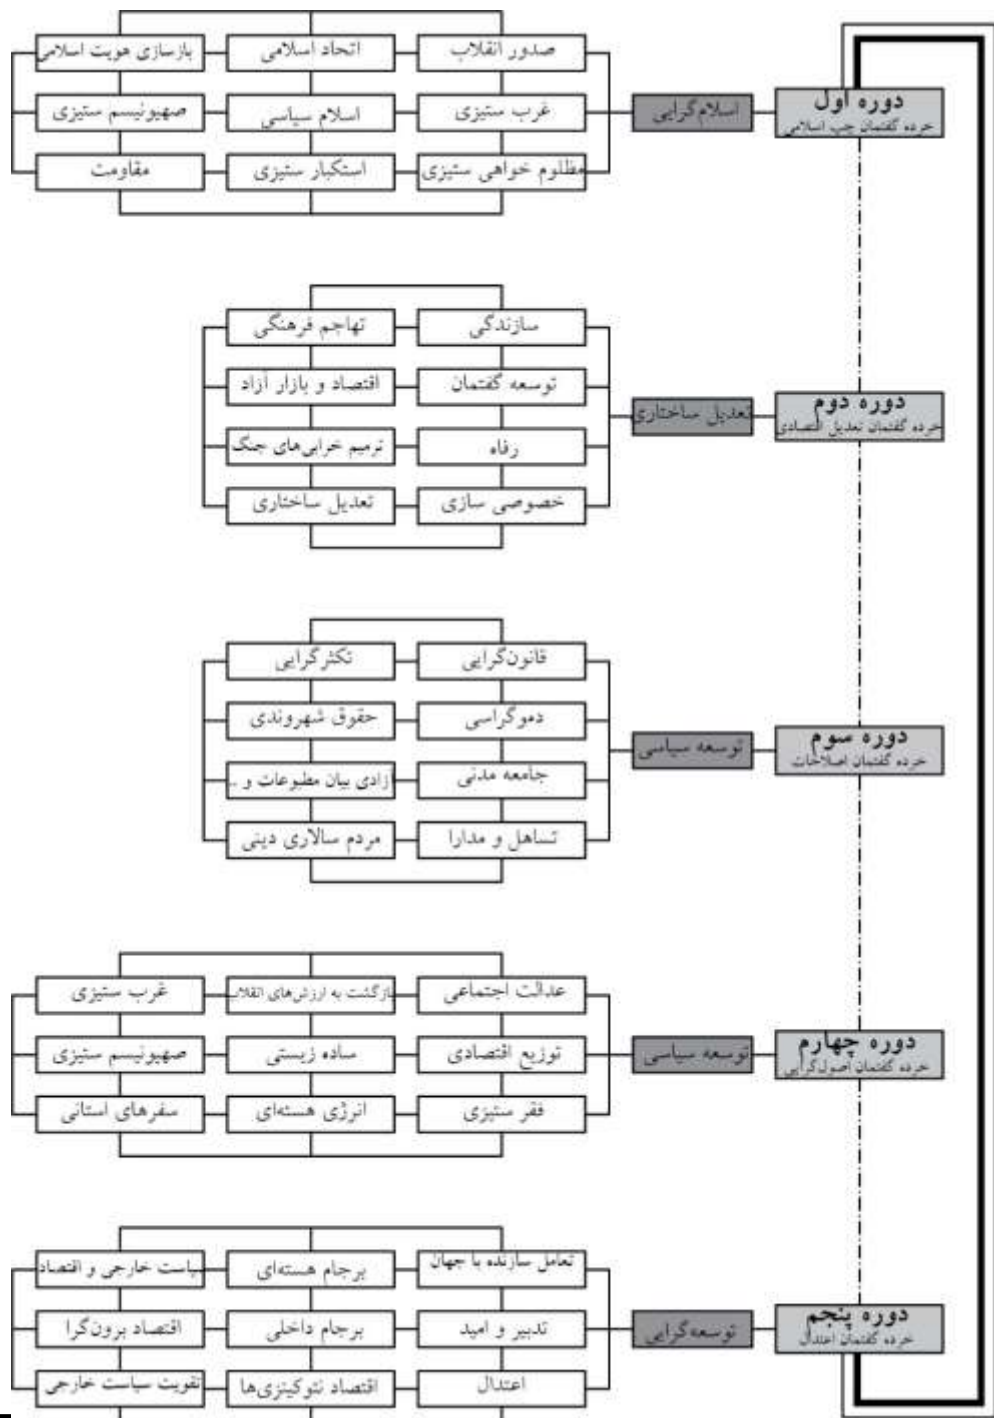 دوره اول
خرده گفتمان چپ اسلامی
اسلام‌گرایی
صدور انقلاب
اتحاد اسلامی
بازسازی هویت اسلامی
غرب ستیزی
اسلام سیاسی
صهیونیسم ستیزی
مظلوم خواهی ستیزی
استکبار ستیزی
مقاومت
دوره دوم
خرده گفتمان تعدیل اقتصادی
تعدیل ساختاری
سازندگی
تهاجم فرهنگی
توسعه گفتمان
اقتصاد و بازار آزاد
رفاه
ترمیم خرابی‌های جنگ
خصوصی سازی
تعدیل ساختاری
دوره سوم
خرده گفتمان اصلاحات
توسعه سیاسی
قانون‌گرایی
تکثرگرایی
دموگراسی
حقوق شهروندی
جامعه مدنی
آزادی بیان مطبوعات و ..
تساهل و مدارا
مردم سالاری دینی
دوره چهارم
خرده گفتمان اصول‌گرایی
توسعه سیاسی
عدالت اجتماعی
بازگشت به ارزش‌های انقلاب
غرب ستیزی
توزیع اقتصادی
ساده زیستی
صهیونیسم ستیزی
فقر ستیزی
انرژی هسته‌ای
سفرهای استانی
دوره پنجم
خرده گفتمان اعتدال
توسعه‌گرایی
تعامل سازنده با جهان
برجام هسته‌ای
سیاست خارجی و اقتصاد
تدبیر و امید
برجام داخلی
اقتصاد برون‌گرا
اعتدال
اقتصاد نئوکینزی‌ها
تقویت سیاست خارجی